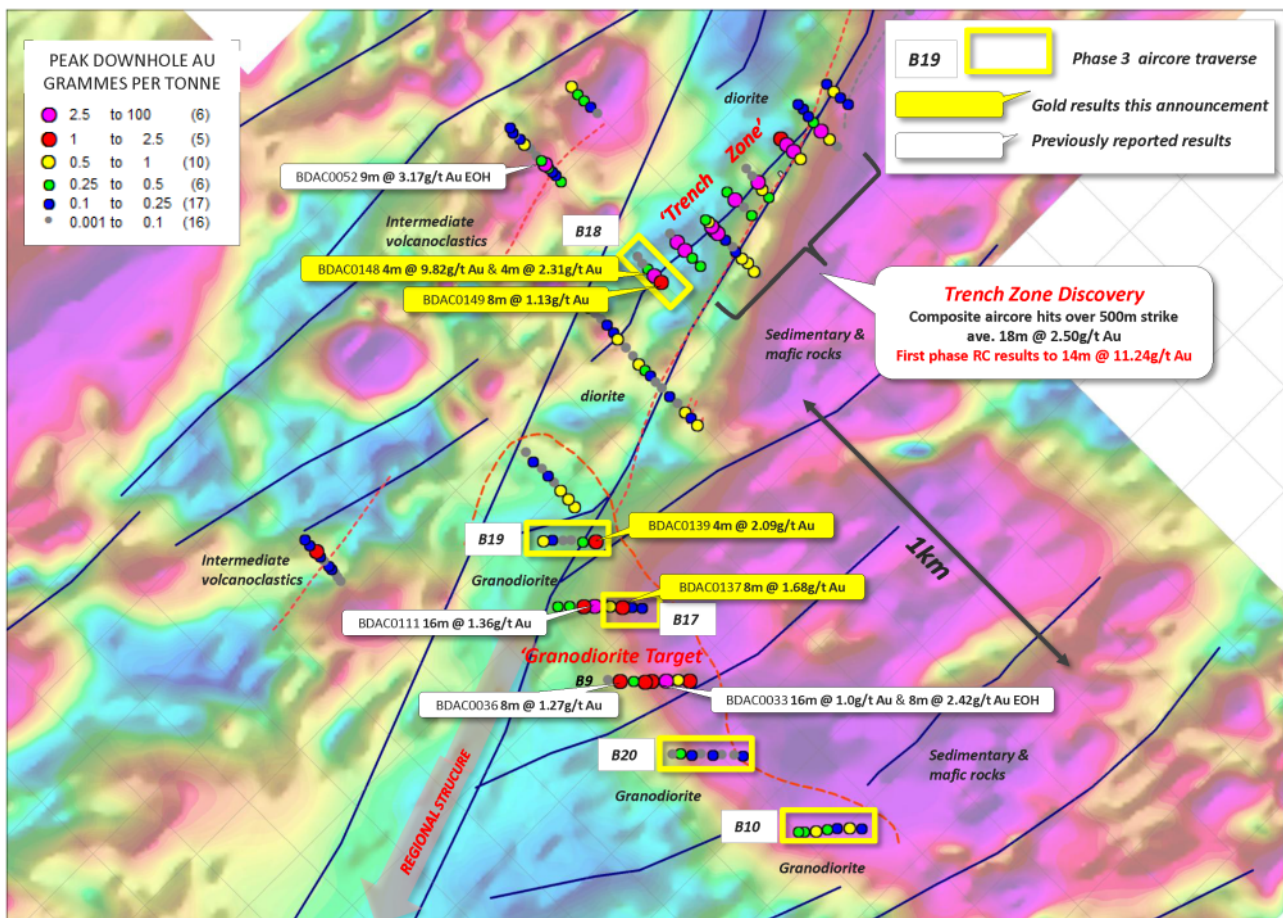 PEAK DOWNHOLE AU
GRAMMES PER TONNE
2.5 to 100 (6)
1 to 2.5 (5)
0.5 to 1 (10)
0.25 to 0.5 (6)
0.1 to 0.25 (17)
0.001 to 0.1 (16)
B19
Phase 3 aircore traverse
Gold results this announcement
Previously reported results
diorite
'Trench
Zone'
BDAC0052 9m @ 3.17g/t Au EOH
Intermediate
volcanoclastics
B18
BDAC0148 4m @ 9.82g/t Au & 4m @ 2.31g/t Au
BDAC0149 8m @ 1.13g/t Au
Trench Zone Discovery
Composite aircore hits over 500m strike
ave. 18m @ 2.50g/t Au
First phase RC results to 14m @ 11.24g/t Au
Sedimentary &
mafic rocks
diorite
1km
B19
BDAC0139 4m @ 2.09g/t Au
Intermediate
volcanoclastics
Granodiorite
BDAC0137 8m @ 1.68g/t Au
BDAC0111 16m @ 1.36g/t Au
B17
'Granodiorite Target
B9
BDAC0036 8m @ 1.27g/t Au
BDAC0033 16m @ 1.0g/t Au & 8m @ 2.42g/t Au EOH
REGIONAL STRUCURE
B20
Sedimentary &
mafic rocks
Granodiorite
B10
Granodiorite